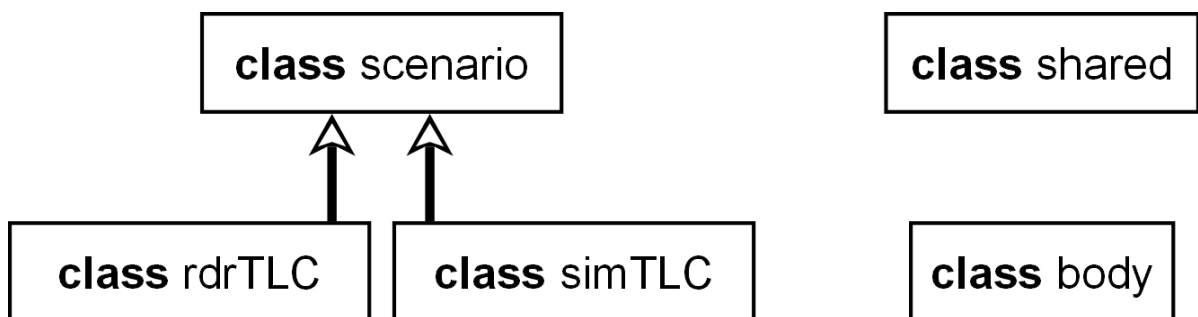 class scenario
class shared
class rdrTLC
class simTLC
class body